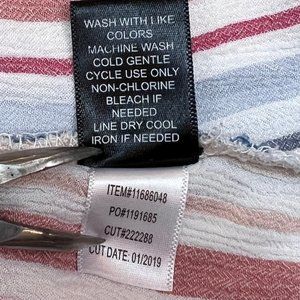 WASH WITH LIKE
COLORS
MACHINE WASH
COLD GENTLE
CYCLE USE ONLY
NON-CHLORINE
BLEACH IF
NEEDED
LINE DRY COOL
IRON IF NEEDED
ITEM#11686048
PO#1191685
CUT#222288
CUT DATE: 01/2019